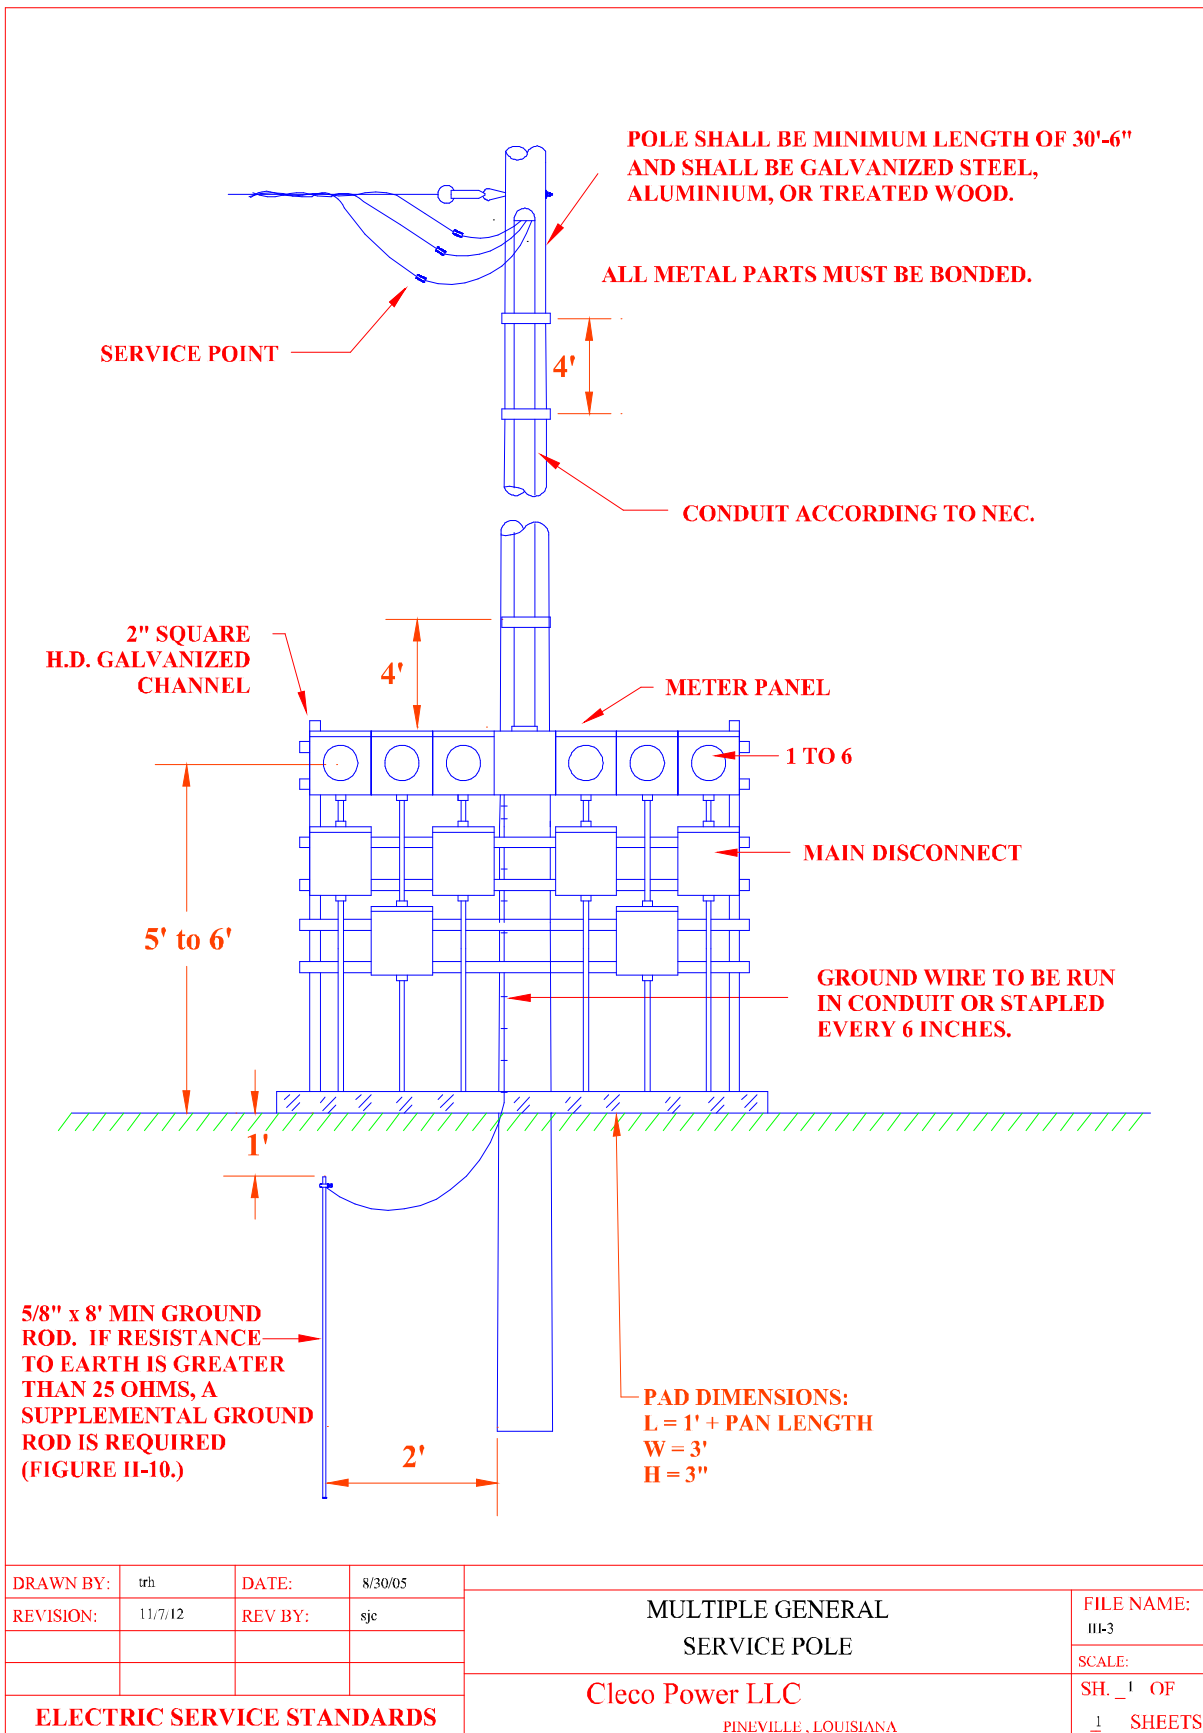 POLE SHALL BE MINIMUM LENGTH OF 30'-6"
AND SHALL BE GALVANIZED STEEL,
ALUMINIUM, OR TREATED WOOD.
ALL METAL PARTS MUST BE BONDED.
SERVICE POINT
4'
CONDUIT ACCORDING TO NEC.
2" SQUARE
H.D. GALVANIZED
CHANNEL
4'
METER PANEL
1 TO 6
MAIN DISCONNECT
5' to 6'
GROUND WIRE TO BE RUN
IN CONDUIT OR STAPLED
EVERY 6 INCHES.
1'
5/8" x 8' MIN GROUND
ROD. IF RESISTANCE
TO EARTH IS GREATER
THAN 25 OHMS, A
SUPPLEMENTAL GROUND
ROD IS REQUIRED
(FIGURE II-10.)
2'
PAD DIMENSIONS:
L = 1' + PAN LENGTH
W = 3'
H = 3"
DRAWN BY: trh DATE: 8/30/05
REVISION: 11/7/12 REV BY: sjc
ELECTRIC SERVICE STANDARDS
MULTIPLE GENERAL
SERVICE POLE
Cleco Power LLC
PINEVILLE , LOUISIANA
FILE NAME:
III-3
SCALE:
SH. 1 OF
1 SHEETS